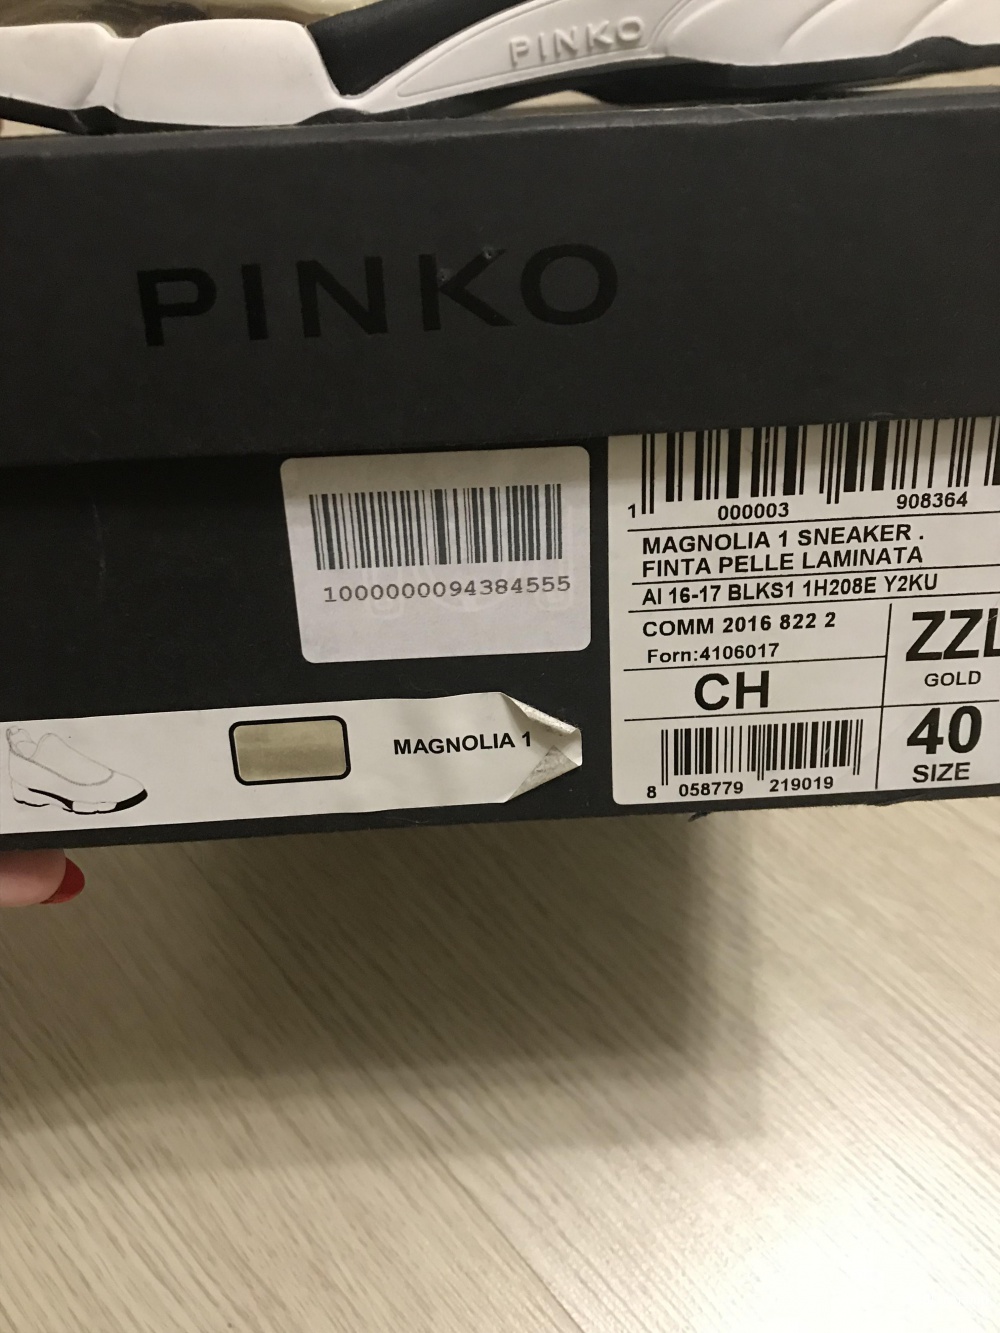 PINKO
PINKO
1000000094384555
MAGNOLIA 1
1 000003 908364
MAGNOLIA 1 SNEAKER .
FINTA PELLE LAMINATA
AI 16-17 BLKS1 1H208E Y2KU
COMM 2016 822 2
Forn:4106017
CH
8 058779 219019
GOLD
40
SIZE